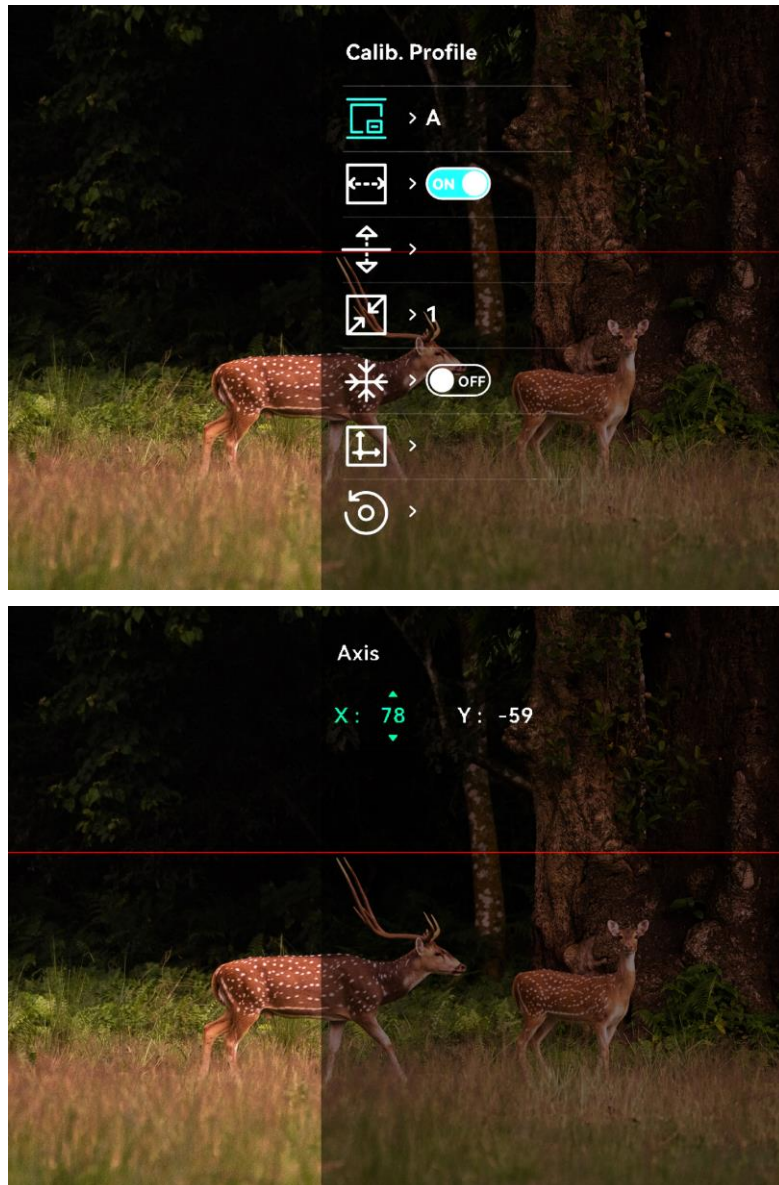 Calib. Profile
> A
> ON
>
> 1
> OFF
>
>
Axis
X : 78 Y : -59